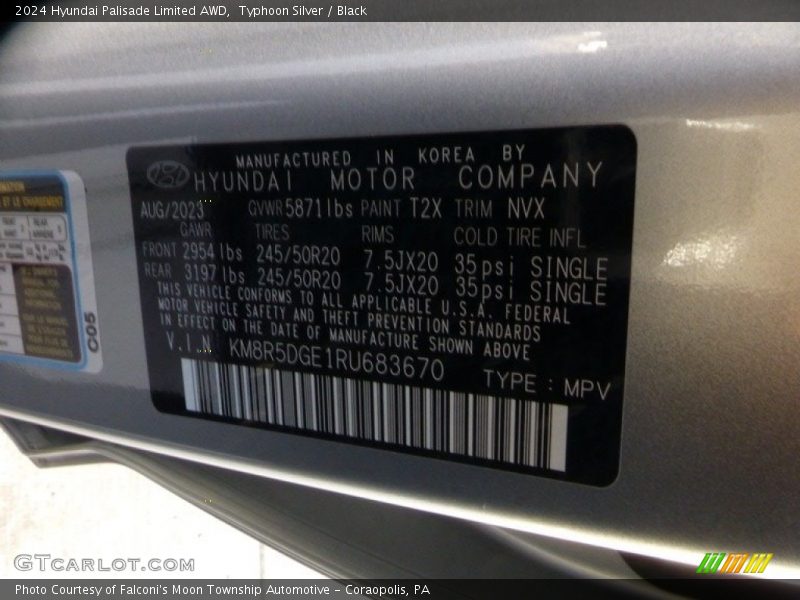 2024 Hyundai Palisade Limited AWD, Typhoon Silver / Black
MANUFACTURED IN KOREA BY
HYUNDAI MOTOR COMPANY
AUG/2023 GVWR 5871lbs PAINT T2X TRIM NVX
GAWR TIRES RIMS COLD TIRE INFL
FRONT 2954 lbs 245/50R20 7.5JX20 35psi SINGLE
REAR 3197 lbs 245/50R20 7.5JX20 35psi SINGLE
THIS VEHICLE CONFORMS TO ALL APPLICABLE U.S.A. FEDERAL
MOTOR VEHICLE SAFETY AND THEFT PREVENTION STANDARDS
IN EFFECT ON THE DATE OF MANUFACTURE SHOWN ABOVE
V.I.N KM8R5DGE1RU683670
TYPE : MPV
C05
GTCARLOT.COM
Photo Courtesy of Falconi's Moon Township Automotive - Coraopolis, PA